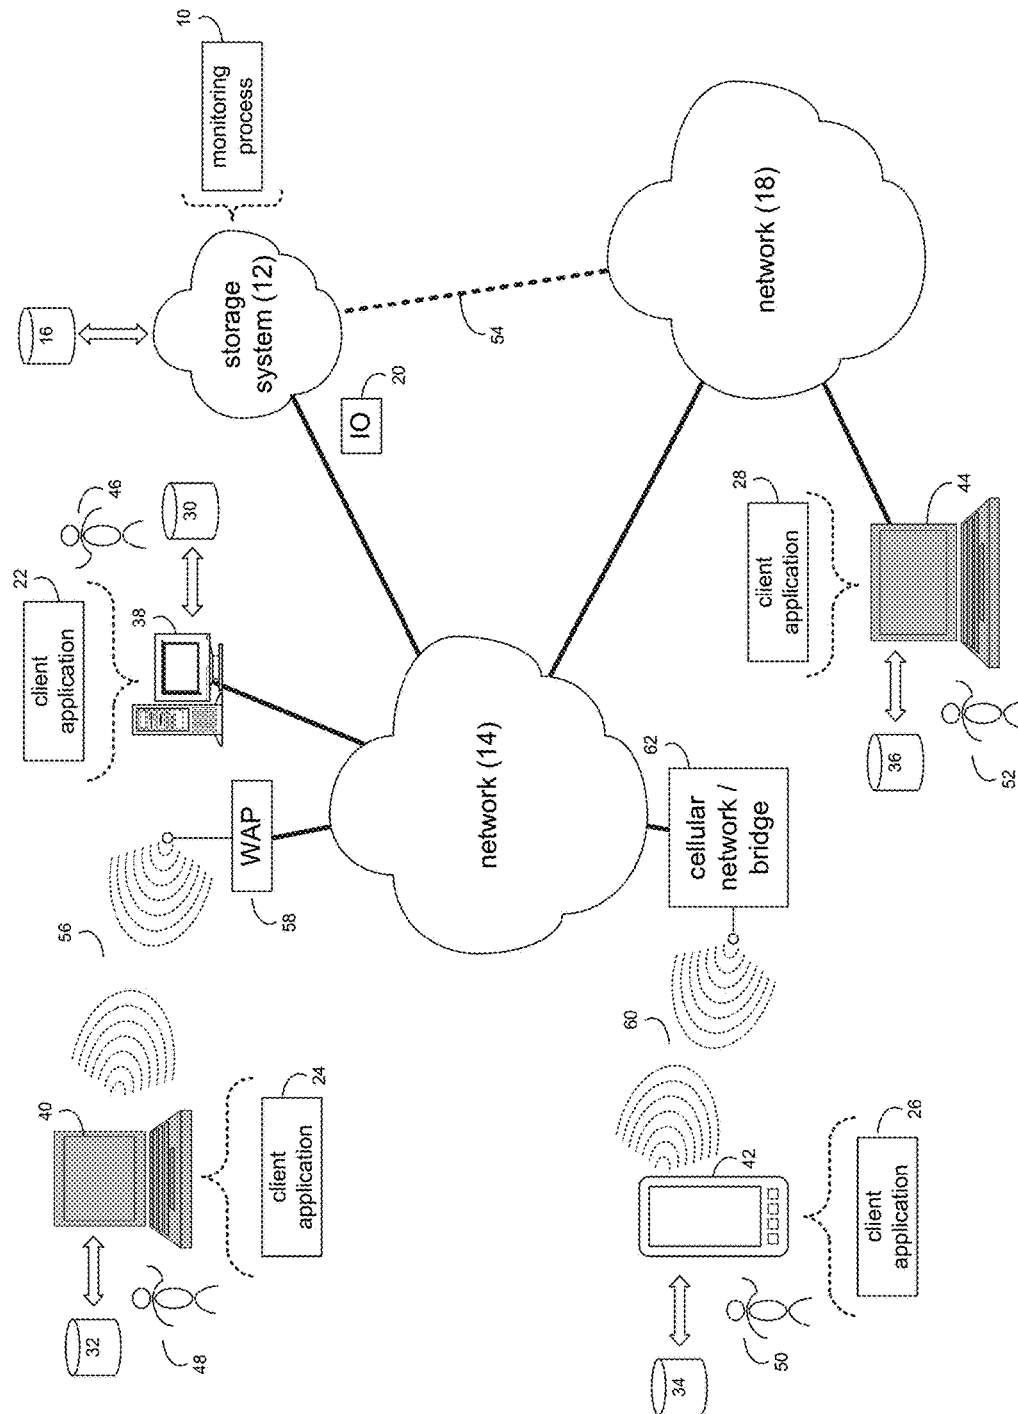 32
48
40
24
client
application
56
58
WAP
22
client
application
38
46
30
16
storage
system (12)
10
monitoring
process
IO
20
54
network (14)
network (18)
34
50
42
26
client
application
60
62
cellular
network /
bridge
28
client
application
36
52
44